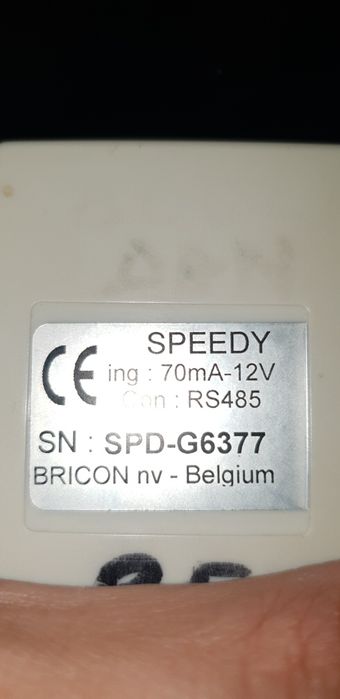 CE
SPEEDY
ing : 70mA-12V
Con : RS485
SN : SPD-G6377
BRICON nv - Belgium